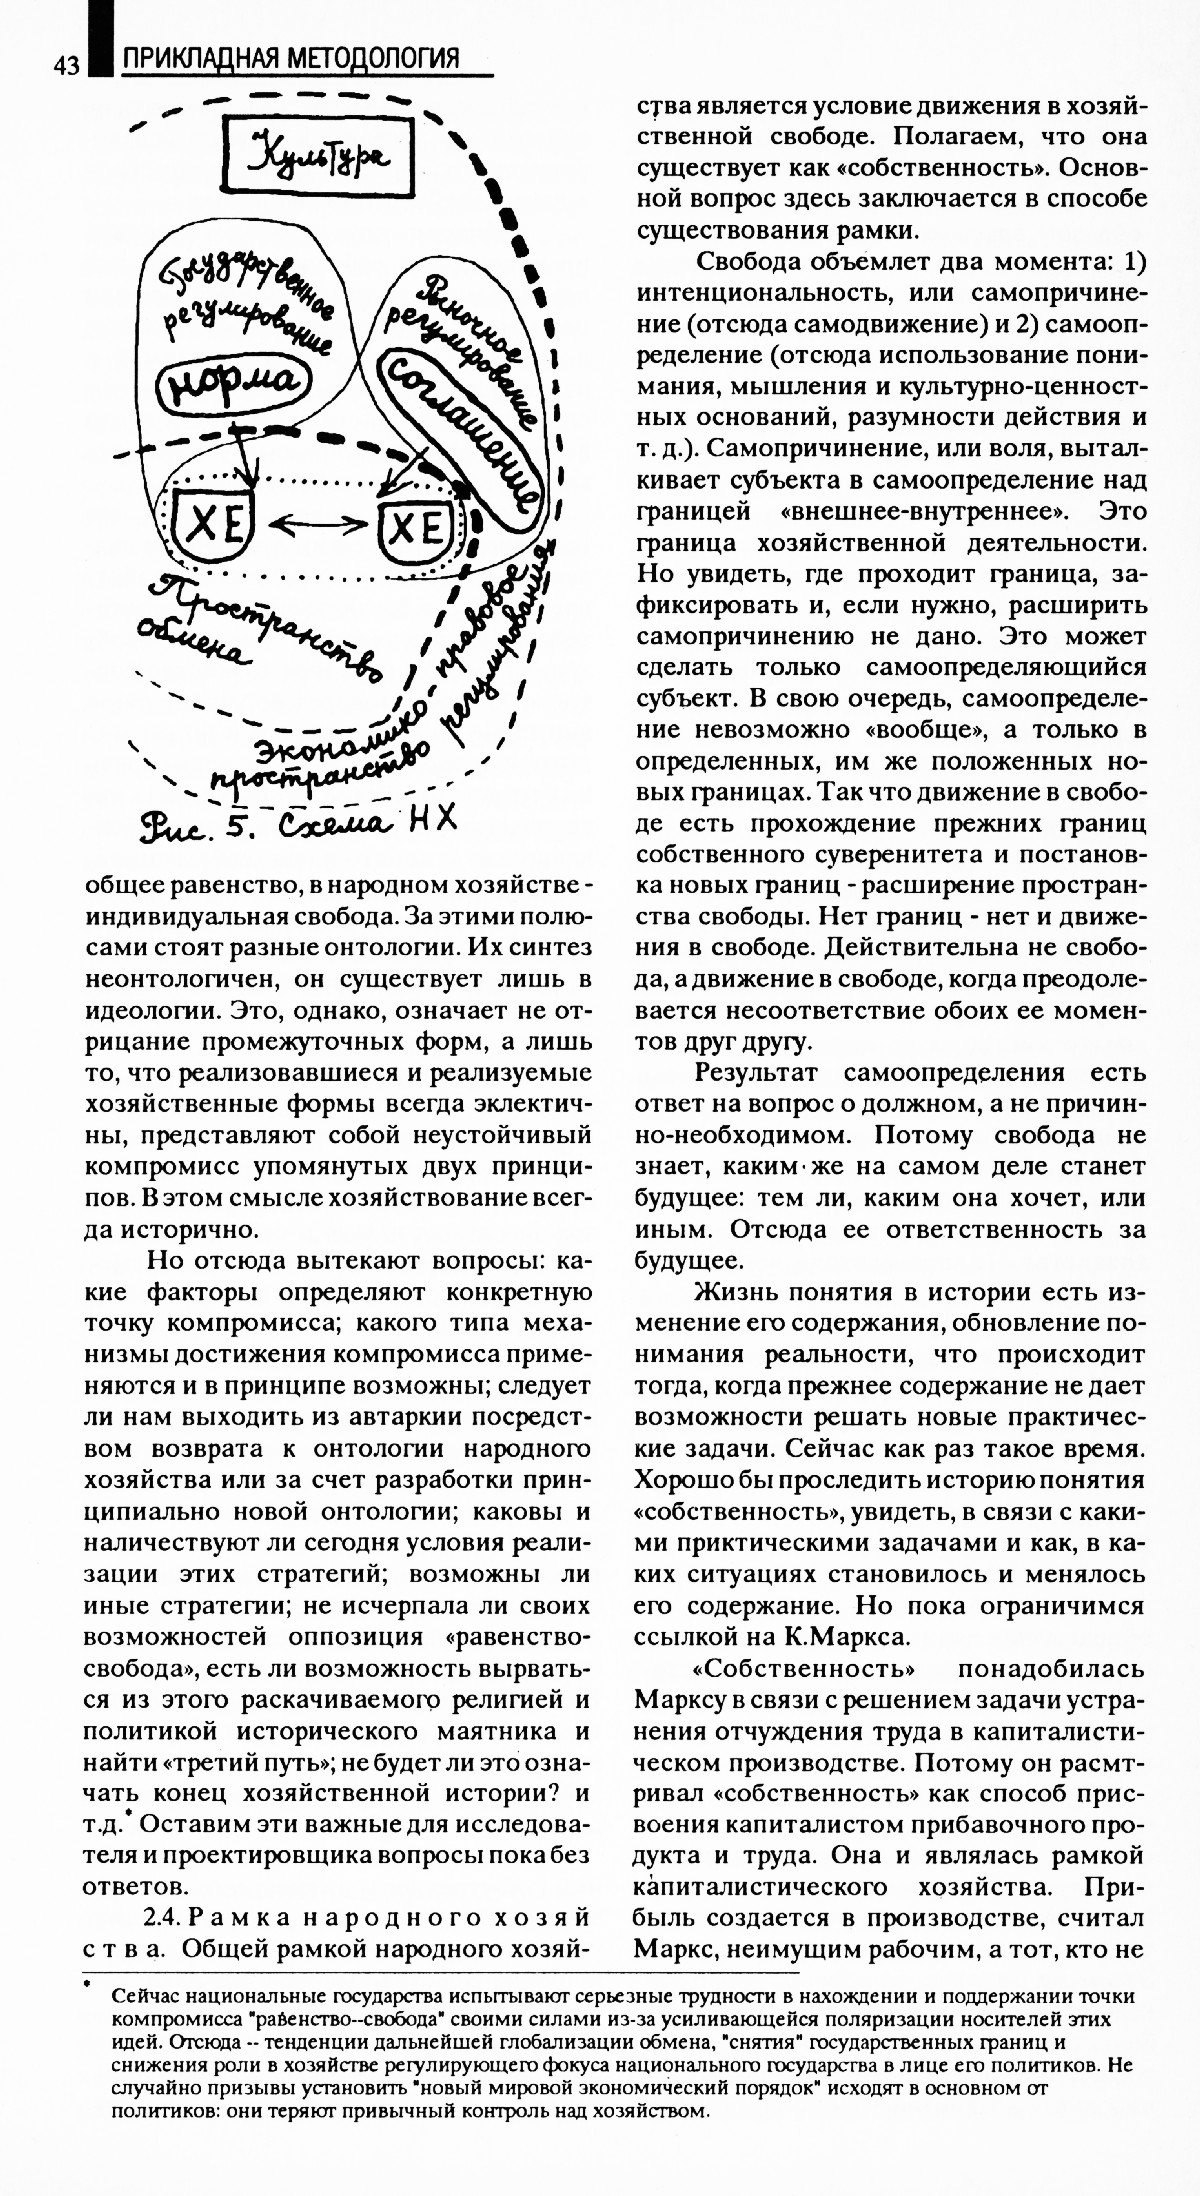 43
ПРИКЛАДНАЯ МЕТОДОЛОГИЯ
Культура
Государственное
регулирование
норма
Рыночное
регулирование
соглашение
ХЕ
ХЕ
Пространство
обмена
Экономико-правовое
пространство регулирования
Рис. 5. Схема НХ
общее равенство, в народном хозяйстве -
индивидуальная свобода. За этими полю-
сами стоят разные онтологии. Их синтез
неонтологичен, он существует лишь в
идеологии. Это, однако, означает не от-
рицание промежуточных форм, а лишь
то, что реализовавшиеся и реализуемые
хозяйственные формы всегда эклектич-
ны, представляют собой неустойчивый
компромисс упомянутых двух принци-
пов. В этом смысле хозяйствование всег-
да исторично.
Но отсюда вытекают вопросы: ка-
кие факторы определяют конкретную
точку компромисса; какого типа меха-
низмы достижения компромисса приме-
няются и в принципе возможны; следует
ли нам выходить из автаркии посредст-
вом возврата к онтологии народного
хозяйства или за счет разработки прин-
ципиально новой онтологии; каковы и
наличествуют ли сегодня условия реали-
зации этих стратегий; возможны ли
иные стратегии; не исчерпала ли своих
возможностей оппозиция «равенство-
свобода», есть ли возможность вырвать-
ся из этого раскачиваемого религией и
политикой исторического маятника и
найти «третий путь»; не будет ли это озна-
чать конец хозяйственной истории? и
т.д.* Оставим эти важные для исследова-
теля и проектировщика вопросы пока без
ответов.
2.4. Р а м к а н а р о д н о г о х о з я й
с т в а. Общей рамкой народного хозяй-
ства является условие движения в хозяй-
ственной свободе. Полагаем, что она
существует как «собственность». Основ-
ной вопрос здесь заключается в способе
существования рамки.
Свобода объемлет два момента: 1)
интенциональность, или самопричине-
ние (отсюда самодвижение) и 2) самооп-
ределение (отсюда использование пони-
мания, мышления и культурно-ценност-
ных оснований, разумности действия и
т. д.). Самопричинение, или воля, вытал-
кивает субъекта в самоопределение над
границей «внешнее-внутреннее». Это
граница хозяйственной деятельности.
Но увидеть, где проходит граница, за-
фиксировать и, если нужно, расширить
самопричинению не дано. Это может
сделать только самоопределяющийся
субъект. В свою очередь, самоопределе-
ние невозможно «вообще», а только в
определенных, им же положенных но-
вых границах. Так что движение в свобо-
де есть прохождение прежних границ
собственного суверенитета и постанов-
ка новых границ - расширение простран-
ства свободы. Нет границ - нет и движе-
ния в свободе. Действительна не свобо-
да, а движение в свободе, когда преодоле-
вается несоответствие обоих ее момен-
тов друг другу.
Результат самоопределения есть
ответ на вопрос о должном, а не причин-
но-необходимом. Потому свобода не
знает, каким же на самом деле станет
будущее: тем ли, каким она хочет, или
иным. Отсюда ее ответственность за
будущее.
Жизнь понятия в истории есть из-
менение его содержания, обновление по-
нимания реальности, что происходит
тогда, когда прежнее содержание не дает
возможности решать новые практичес-
кие задачи. Сейчас как раз такое время.
Хорошо бы проследить историю понятия
«собственность», увидеть, в связи с каки-
ми приктическими задачами и как, в ка-
ких ситуациях становилось и менялось
его содержание. Но пока ограничимся
ссылкой на К.Маркса.
«Собственность» понадобилась
Марксу в связи с решением задачи устра-
нения отчуждения труда в капиталисти-
ческом производстве. Потому он расмт-
ривал «собственность» как способ прис-
воения капиталистом прибавочного про-
дукта и труда. Она и являлась рамкой
капиталистического хозяйства. При-
быль создается в производстве, считал
Маркс, неимущим рабочим, а тот, кто не
* Сейчас национальные государства испытывают серьезные трудности в нахождении и поддержании точки
компромисса "равенство--свобода" своими силами из-за усиливающейся поляризации носителей этих
идей. Отсюда -- тенденции дальнейшей глобализации обмена, "снятия" государственных границ и
снижения роли в хозяйстве регулирующего фокуса национального государства в лице его политиков. Не
случайно призывы установить "новый мировой экономический порядок" исходят в основном от
политиков: они теряют привычный контроль над хозяйством.